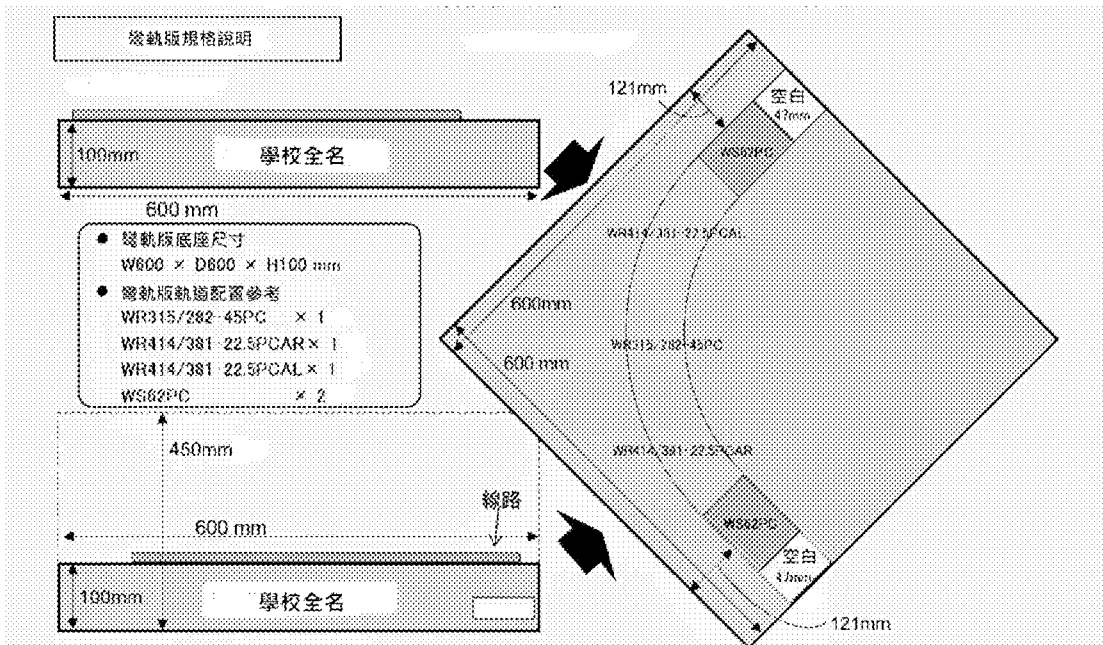 彎軌版規格說明
121mm
空白
47mm
100mm
學校全名
WS62PC
600 mm
● 彎軌版底座尺寸
W600 × D600 × H100 mm
● 彎軌版軌道配置參考
WR315/282-45PC × 1
WR414/381-22.5PCAR × 1
WR414/381-22.5PCAL × 1
WS62PC × 2
WR414/381-22.5PCAL
600mm
WR315/282-45PC
600 mm
450mm
WR414/381-22.5PCAR
線路
600 mm
WS62PC
空白
47mm
100mm
學校全名
121mm